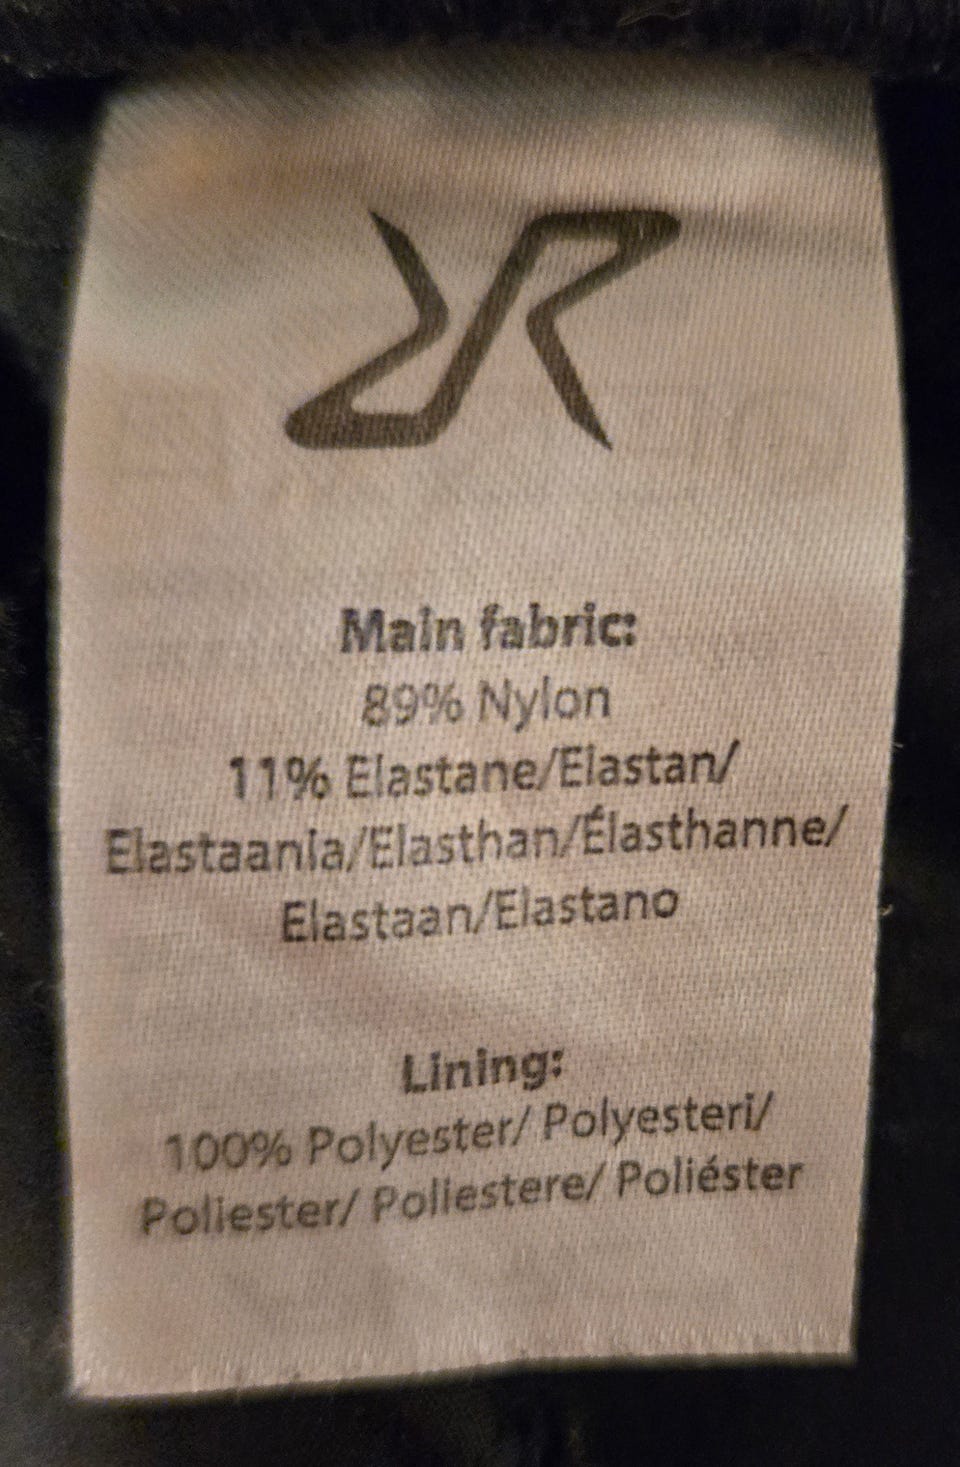 Main fabric:
89% Nylon
11% Elastane/Elastan/
Elastaania/Elasthan/Élasthanne/
Elastaan/Elastano
Lining:
100% Polyester/ Polyesteri/
Poliester/ Poliestere/ Poliéster